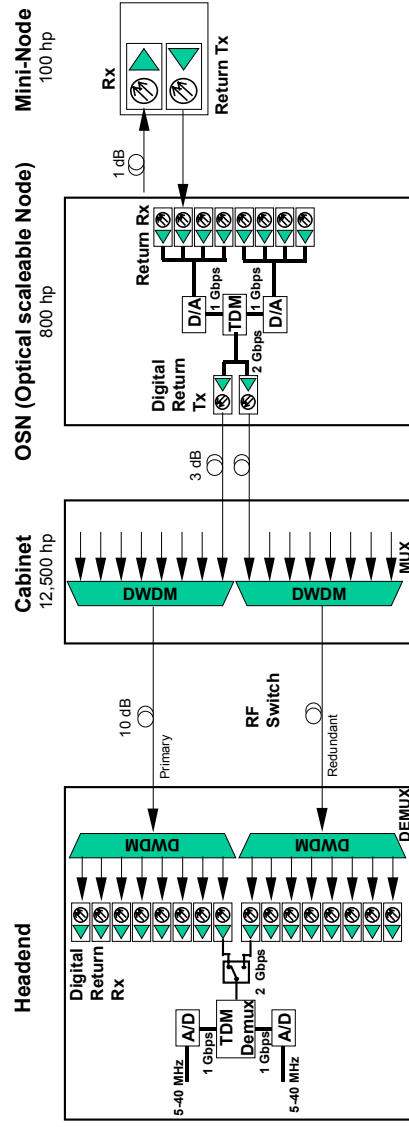 Headend
Cabinet
12,500 hp
OSN (Optical scaleable Node)
800 hp
Mini-Node
100 hp
Digital
Return
Rx
5-40 MHz
A/D
1 Gbps
TDM
Demux
1 Gbps
A/D
5-40 MHz
2 Gbps
DWDM
DWDM
DEMUX
10 dB
Primary
RF
Switch
Redundant
DWDM
DWDM
MUX
3 dB
Digital
Return
Tx
2 Gbps
TDM
D/A
1 Gbps
1 Gbps
D/A
Return Rx
1 dB
Rx
Return Tx